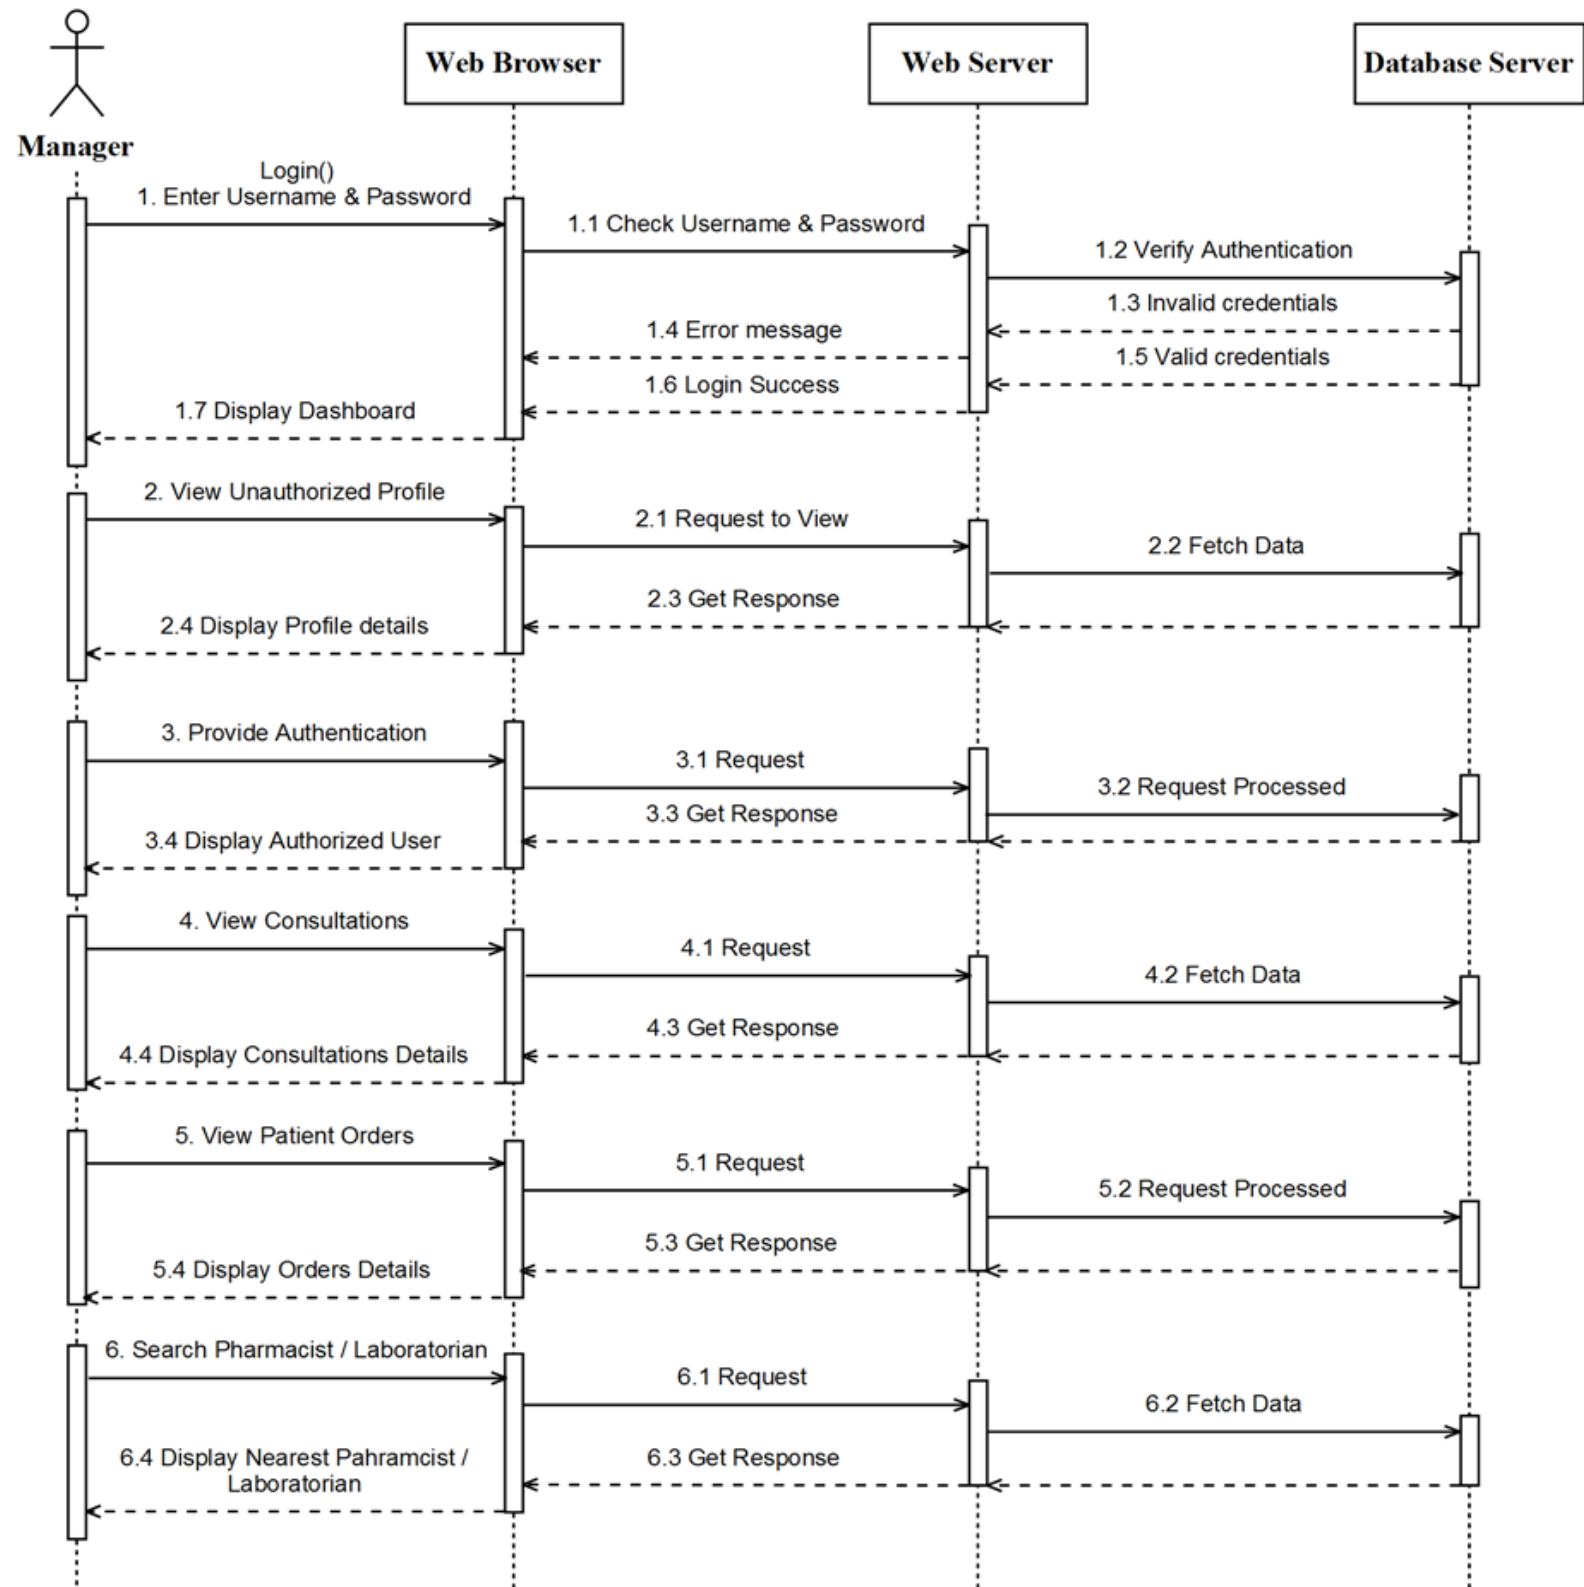 Manager
Web Browser
Web Server
Database Server
Login()
1. Enter Username & Password
1.1 Check Username & Password
1.2 Verify Authentication
1.3 Invalid credentials
1.4 Error message
1.5 Valid credentials
1.6 Login Success
1.7 Display Dashboard
2. View Unauthorized Profile
2.1 Request to View
2.2 Fetch Data
2.3 Get Response
2.4 Display Profile details
3. Provide Authentication
3.1 Request
3.2 Request Processed
3.3 Get Response
3.4 Display Authorized User
4. View Consultations
4.1 Request
4.2 Fetch Data
4.3 Get Response
4.4 Display Consultations Details
5. View Patient Orders
5.1 Request
5.2 Request Processed
5.3 Get Response
5.4 Display Orders Details
6. Search Pharmacist / Laboratorian
6.1 Request
6.2 Fetch Data
6.3 Get Response
6.4 Display Nearest Pahramcist /
Laboratorian